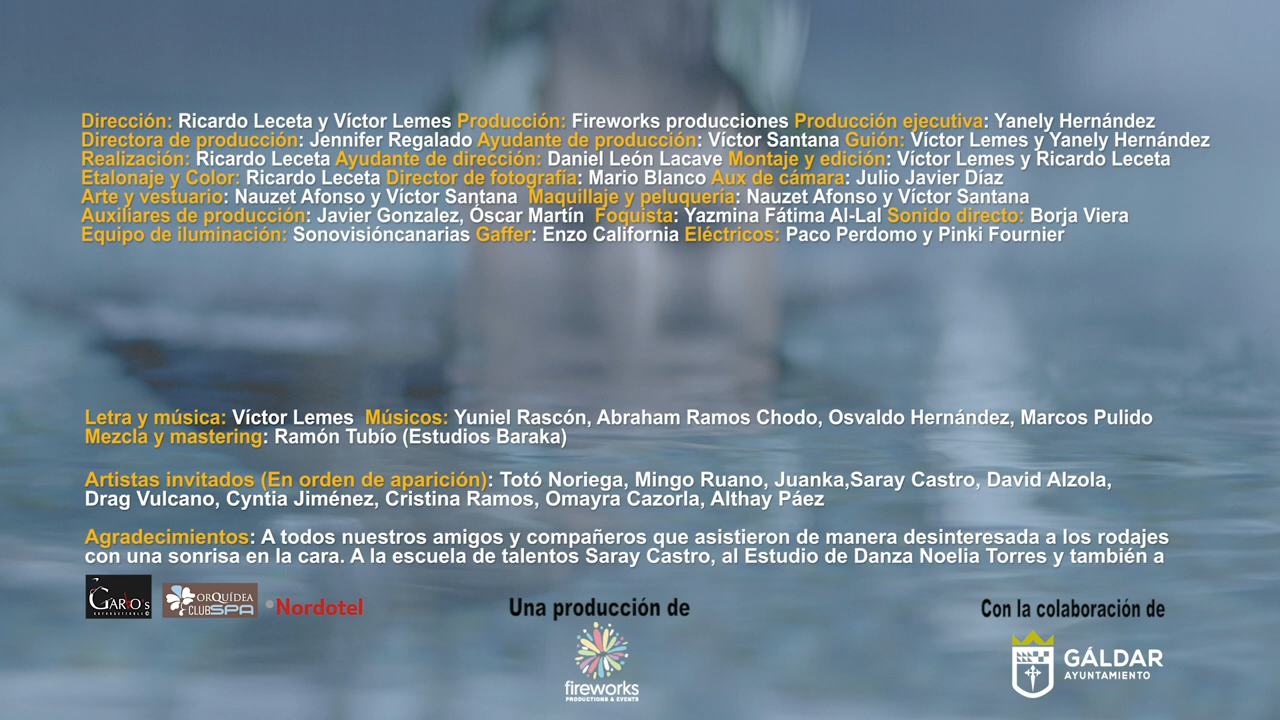 Dirección: Ricardo Leceta y Víctor Lemes Producción: Fireworks producciones Producción ejecutiva: Yanely Hernández
Directora de producción: Jennifer Regalado Ayudante de producción: Víctor Santana Guión: Víctor Lemes y Yanely Hernández
Realización: Ricardo Leceta Ayudante de dirección: Daniel León Lacave Montaje y edición: Víctor Lemes y Ricardo Leceta
Etalonaje y Color: Ricardo Leceta Director de fotografía: Mario Blanco Aux de cámara: Julio Javier Díaz
Arte y vestuario: Nauzet Afonso y Víctor Santana Maquillaje y peluquería: Nauzet Afonso y Víctor Santana
Auxiliares de producción: Javier Gonzalez, Óscar Martín Foquista: Yazmina Fátima Al-Lal Sonido directo: Borja Viera
Equipo de iluminación: Sonovisióncanarias Gaffer: Enzo California Eléctricos: Paco Perdomo y Pinki Fournier
Letra y música: Víctor Lemes Músicos: Yuniel Rascón, Abraham Ramos Chodo, Osvaldo Hernández, Marcos Pulido
Mezcla y mastering: Ramón Tubío (Estudios Baraka)
Artistas invitados (En orden de aparición): Totó Noriega, Mingo Ruano, Juanka,Saray Castro, David Alzola,
Drag Vulcano, Cyntia Jiménez, Cristina Ramos, Omayra Cazorla, Althay Páez
Agradecimientos: A todos nuestros amigos y compañeros que asistieron de manera desinteresada a los rodajes
con una sonrisa en la cara. A la escuela de talentos Saray Castro, al Estudio de Danza Noelia Torres y también a
ORQUÍDEA
CLUB SPA
Nordotel
Una producción de
fireworks
PRODUCTIONS & EVENTS
Con la colaboración de
GÁLDAR
AYUNTAMIENTO